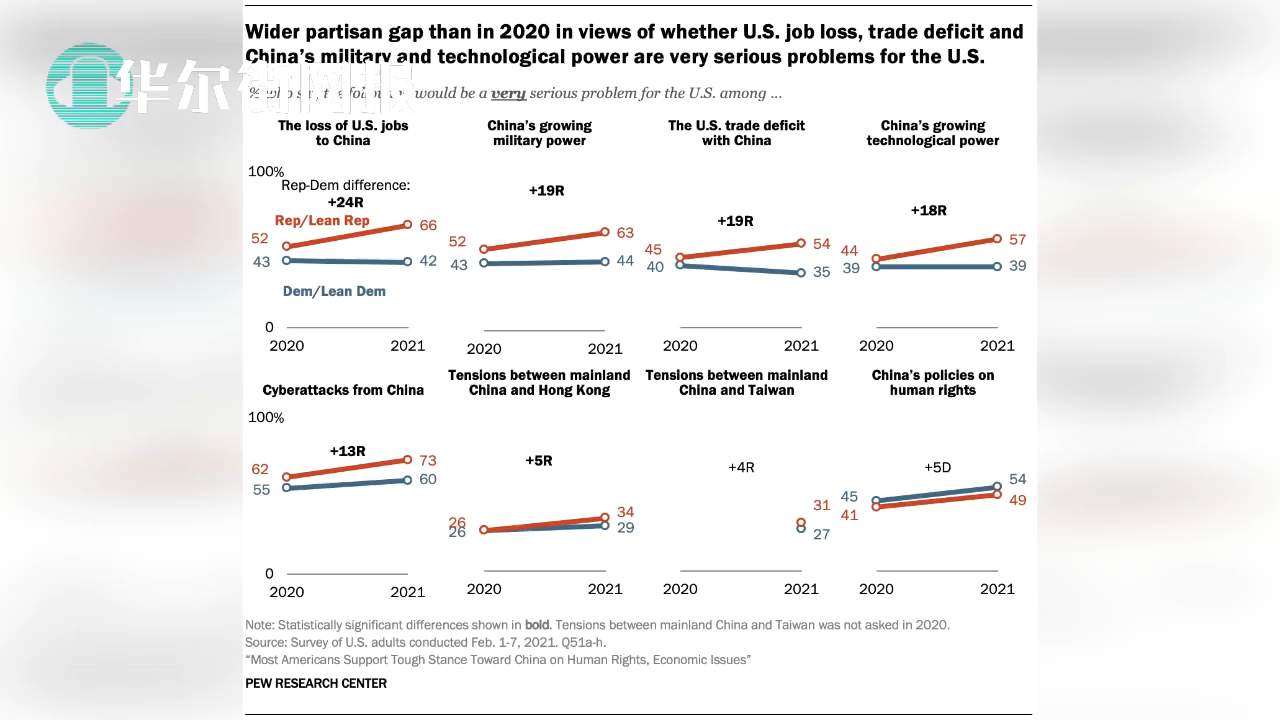 Wider partisan gap than in 2020 in views of whether U.S. job loss, trade deficit and
China's military and technological power are very serious problems for the U.S.
华尔街网报
% who say the following would be a very serious problem for the U.S. among ...
The loss of U.S. jobs
to China
China's growing
military power
The U.S. trade deficit
with China
China's growing
technological power
100%
Rep-Dem difference:
+24R
+19R
+19R
+18R
Rep/Lean Rep
52
66
43
42
Dem/Lean Dem
52
63
43
44
45
54
40
35
44
57
39
39
0
2020
2021
2020
2021
2020
2021
2020
2021
Cyberattacks from China
Tensions between mainland
China and Hong Kong
Tensions between mainland
China and Taiwan
China's policies on
human rights
100%
+13R
+5R
+4R
+5D
62
73
55
60
26
34
26
29
31
27
45
54
41
49
0
2020
2021
2020
2021
2020
2021
2020
2021
Note: Statistically significant differences shown in bold. Tensions between mainland China and Taiwan was not asked in 2020.
Source: Survey of U.S. adults conducted Feb. 1-7, 2021. Q51a-h.
“Most Americans Support Tough Stance Toward China on Human Rights, Economic Issues”
PEW RESEARCH CENTER